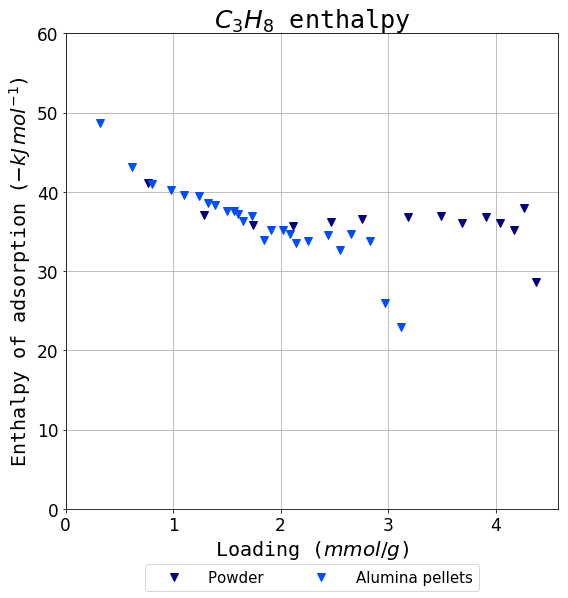 C₃H₈ enthalpy
Enthalpy of adsorption (−kJ mol⁻¹)
60
50
40
30
20
10
0
0 1 2 3 4
Loading (mmol/g)
Powder Alumina pellets